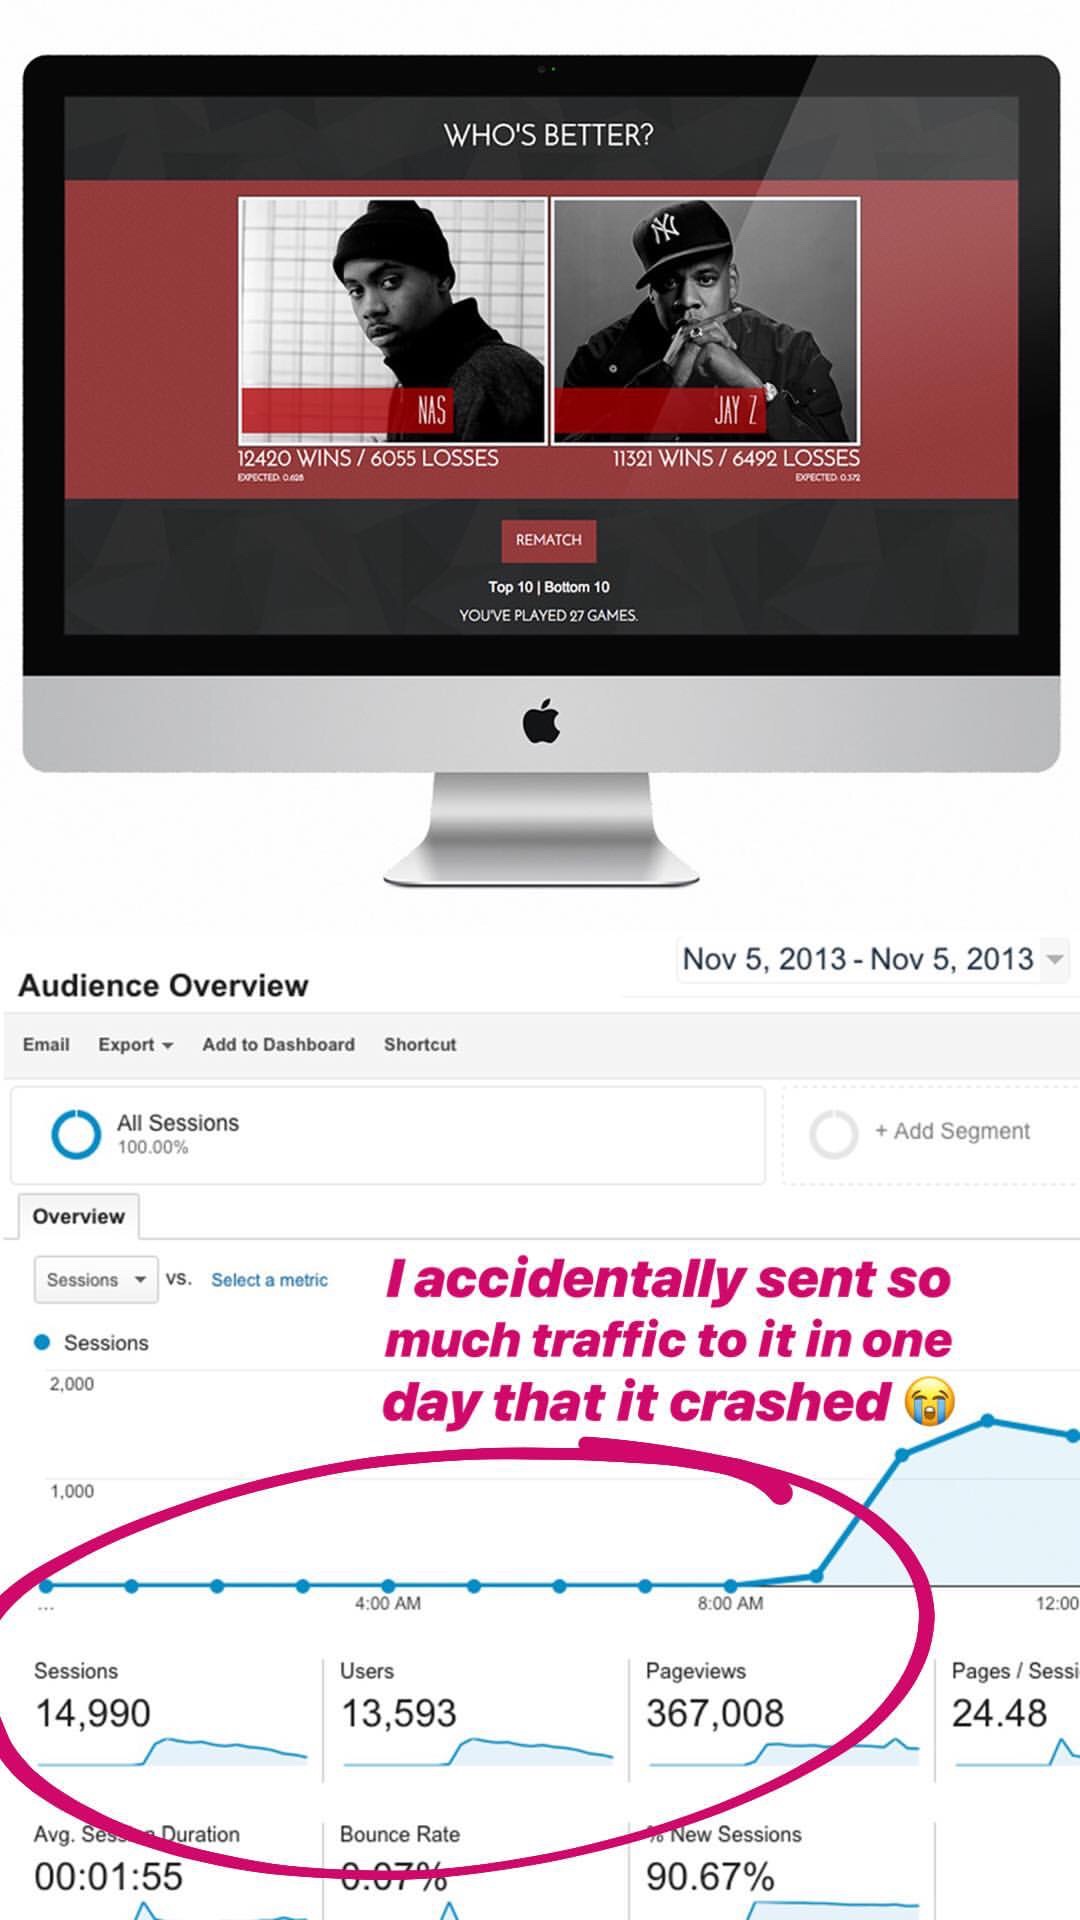 WHO'S BETTER?
NAS
JAY Z
12420 WINS / 6055 LOSSES
11321 WINS / 6492 LOSSES
EXPECTED: 0.628
EXPECTED: 0.372
REMATCH
Top 10 | Bottom 10
YOU'VE PLAYED 27 GAMES.
Nov 5, 2013 - Nov 5, 2013
Audience Overview
Email Export Add to Dashboard Shortcut
All Sessions
100.00%
+ Add Segment
Overview
Sessions VS. Select a metric
I accidentally sent so
much traffic to it in one
day that it crashed 😭
Sessions
2,000
1,000
...
4:00 AM
8:00 AM
12:00
Sessions
14,990
Users
13,593
Pageviews
367,008
Pages / Sessi
24.48
Avg. Session Duration
00:01:55
Bounce Rate
0.07%
% New Sessions
90.67%